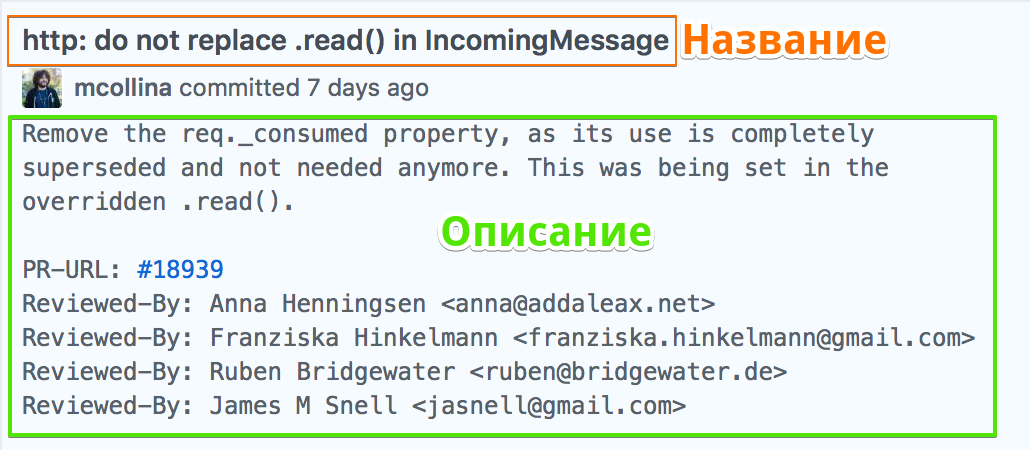 http: do not replace .read() in IncomingMessage Название
mcollina committed 7 days ago
Remove the req._consumed property, as its use is completely
superseded and not needed anymore. This was being set in the
overridden .read().
Описание
PR-URL: #18939
Reviewed-By: Anna Henningsen <anna@addaleax.net>
Reviewed-By: Franziska Hinkelmann <franziska.hinkelmann@gmail.com>
Reviewed-By: Ruben Bridgewater <ruben@bridgewater.de>
Reviewed-By: James M Snell <jasnell@gmail.com>